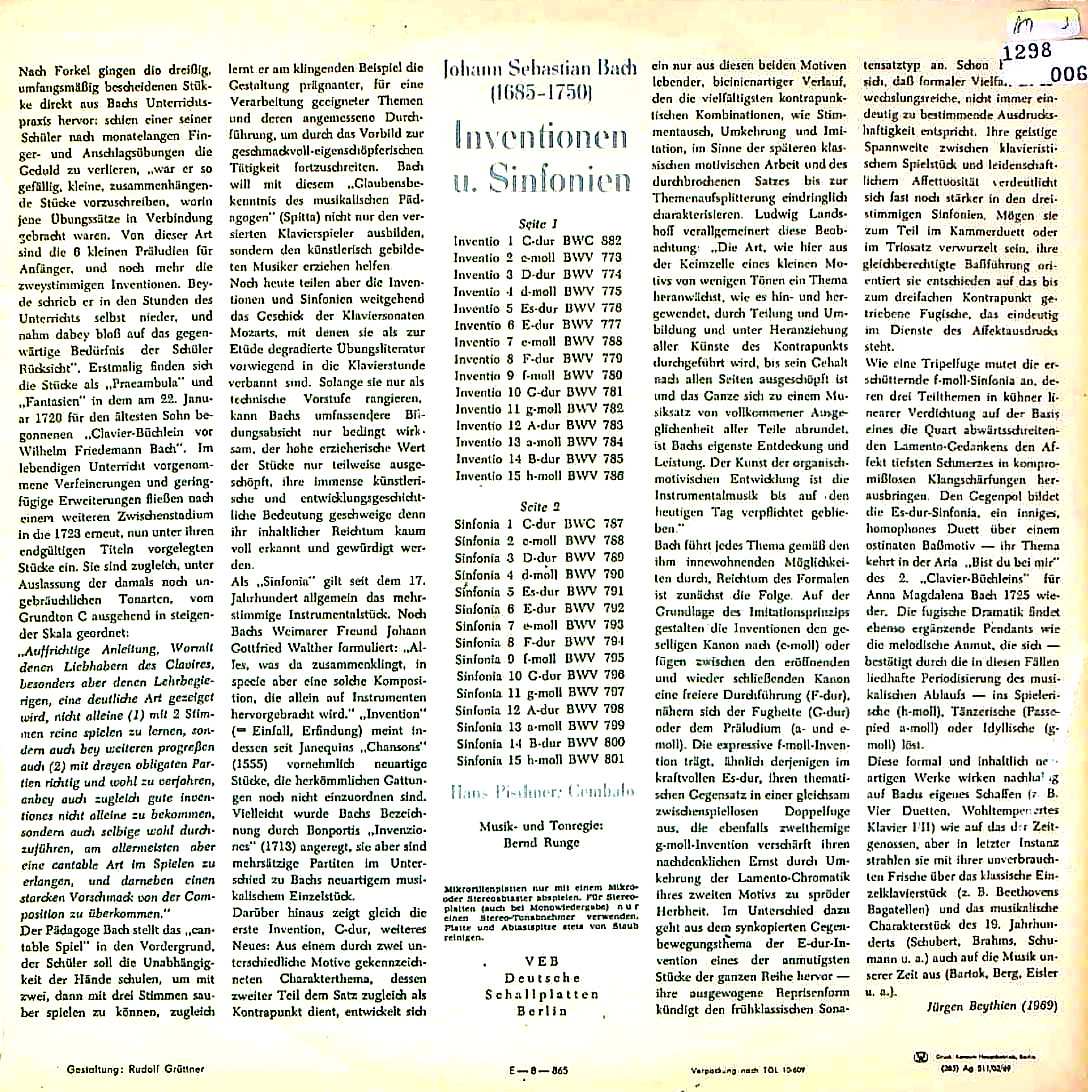 Nach Forkel gingen die dreißig,
umfangsmäßig bescheidenen Stük-
ke direkt aus Bachs Unterrichts-
praxis hervor: schien einer seiner
Schüler nach monatelangen Fin-
ger- und Anschlagsübungen die
Geduld zu verlieren, „war er so
gefällig, kleine, zusammenhängen-
de Stücke vorzuschreiben, worin
jene Übungssätze in Verbindung
gebracht waren. Von dieser Art
sind die 6 kleinen Präludien für
Anfänger, und noch mehr die
zweystimmigen Inventionen. Bey-
de schrieb er in den Stunden des
Unterrichts selbst nieder, und
nahm dabey bloß auf das gegen-
wärtige Bedürfnis der Schüler
Rücksicht“. Erstmalig finden sich
die Stücke als „Praeambula“ und
„Fantasien“ in dem am 22. Janu-
ar 1720 für den ältesten Sohn be-
gonnenen „Clavier-Büchlein vor
Wilhelm Friedemann Bach“. Im
lebendigen Unterricht vorgenom-
mene Verfeinerungen und gering-
fügige Erweiterungen fließen nach
einem weiteren Zwischenstadium
in die 1723 erneut, nun unter ihren
endgültigen Titeln vorgelegten
Stücke ein. Sie sind zugleich, unter
Auslassung der damals noch un-
gebräuchlichen Tonarten, vom
Grundton C ausgehend in steigen-
der Skala geordnet:
„Auffrichtige Anleitung, Wormit
denen Liebhabern des Clavires,
besonders aber denen Lehrbegie-
rigen, eine deutliche Art gezeiget
wird, nicht alleine (1) mit 2 Stim-
men reine spielen zu lernen, son-
dern auch bey weiteren progreßen
auch (2) mit dreyen obligaten Par-
tien richtig und wohl zu verfahren,
anbey auch zugleich gute inven-
tiones nicht alleine zu bekommen,
sondern auch selbige wohl durch-
zuführen, am allermeisten aber
eine cantable Art im Spielen zu
erlangen, und darneben einen
starcken Vorschmack von der Com-
position zu überkommen.“
Der Pädagoge Bach stellt das „can-
table Spiel“ in den Vordergrund,
der Schüler soll die Unabhängig-
keit der Hände schulen, um mit
zwei, dann mit drei Stimmen sau-
ber spielen zu können, zugleich
lernt er am klingenden Beispiel die
Gestaltung prägnanter, für eine
Verarbeitung geeigneter Themen
und deren angemessene Durch-
führung, um durch das Vorbild zur
geschmackvoll-eigenschöpferischen
Tätigkeit fortzuschreiten. Bach
will mit diesem „Glaubensbe-
kenntnis des musikalischen Päd-
agogen“ (Spitta) nicht nur den ver-
sierten Klavierspieler ausbilden,
sondern den künstlerisch gebilde-
ten Musiker erziehen helfen
Noch heute teilen aber die Inven-
tionen und Sinfonien weitgehend
das Geschick der Klaviersonaten
Mozarts, mit denen sie als zur
Etüde degradierte Übungsliteratur
vorwiegend in die Klavierstunde
verbannt sind. Solange sie nur als
technische Vorstufe rangieren,
kann Bachs umfassendere Bil-
dungsabsicht nur bedingt wirk-
sam, der hohe erzieherische Wert
der Stücke nur teilweise ausge-
schöpft, ihre immense künstleri-
sche und entwicklungsgeschicht-
liche Bedeutung geschweige denn
ihr inhaltlicher Reichtum kaum
voll erkannt und gewürdigt wer-
den.
Als „Sinfonia“ gilt seit dem 17.
Jahrhundert allgemein das mehr-
stimmige Instrumentalstück. Noch
Bachs Weimarer Freund Johann
Gottfried Walther formuliert: „Al-
les, was da zusammenklingt, in
specie aber eine solche Komposi-
tion, die allein auf Instrumenten
hervorgebracht wird.“ „Invention“
(= Einfall, Erfindung) meint in-
dessen seit Janequins „Chansons“
(1555) vornehmlich neuartige
Stücke, die herkömmlichen Gattun-
gen noch nicht einzuordnen sind.
Vielleicht wurde Bachs Bezeich-
nung durch Bonportis „Invenzio-
nes“ (1713) angeregt, sie aber sind
mehrsätzige Partiten im Unter-
schied zu Bachs neuartigem musi-
kalischem Einzelstück.
Darüber hinaus zeigt gleich die
erste Invention, C-dur, weiteres
Neues: Aus einem durch zwei un-
terschiedliche Motive gekennzeich-
neten Charakterthema, dessen
zweiter Teil dem Satz zugleich als
Kontrapunkt dient, entwickelt sich
Johann Sebastian Bach
(1685–1750)
Inventionen
u. Sinfonien
Seite 1
Inventio 1 C-dur BWC 882
Inventio 2 c-moll BWV 773
Inventio 3 D-dur BWV 774
Inventio 4 d-moll BWV 775
Inventio 5 Es-dur BWV 776
Inventio 6 E-dur BWV 777
Inventio 7 e-moll BWV 788
Inventio 8 F-dur BWV 779
Inventio 9 f-moll BWV 780
Inventio 10 G-dur BWV 781
Inventio 11 g-moll BWV 782
Inventio 12 A-dur BWV 783
Inventio 13 a-moll BWV 784
Inventio 14 B-dur BWV 785
Inventio 15 h-moll BWV 786
Seite 2
Sinfonia 1 C-dur BWC 787
Sinfonia 2 c-moll BWV 788
Sinfonia 3 D-dur BWV 789
Sinfonia 4 d-moll BWV 790
Sinfonia 5 Es-dur BWV 791
Sinfonia 6 E-dur BWV 792
Sinfonia 7 e-moll BWV 793
Sinfonia 8 F-dur BWV 794
Sinfonia 9 f-moll BWV 795
Sinfonia 10 G-dur BWV 796
Sinfonia 11 g-moll BWV 797
Sinfonia 12 A-dur BWV 798
Sinfonia 13 a-moll BWV 799
Sinfonia 14 B-dur BWV 800
Sinfonia 15 h-moll BWV 801
Hans Pischner: Cembalo
Musik- und Tonregie:
Bernd Runge
Mikrorillenplatten nur mit einem Mikro-
oder Stereoabtaster abspielen. Für Stereo-
platten (auch bei Monowiedergabe) nur
einen Stereo-Tonabnehmer verwenden.
Platte und Abtastspitze stets von Staub
reinigen.
VEB
Deutsche
Schallplatten
Berlin
ein nur aus diesen beiden Motiven
lebender, bicinienartiger Verlauf,
den die vielfältigsten kontrapunk-
tischen Kombinationen, wie Stim-
mentausch, Umkehrung und Imi-
tation, im Sinne der späteren klas-
sischen motivischen Arbeit und des
durchbrochenen Satzes bis zur
Themenaufsplitterung eindringlich
charakterisieren. Ludwig Lands-
hoff verallgemeinert diese Beob-
achtung: „Die Art, wie hier aus
der Keimzelle eines kleinen Mo-
tivs von wenigen Tönen ein Thema
heranwächst, wie es hin- und her-
gewendet, durch Teilung und Um-
bildung und unter Heranziehung
aller Künste des Kontrapunkts
durchgeführt wird, bis sein Gehalt
nach allen Seiten ausgeschöpft ist
und das Ganze sich zu einem Mu-
siksatz von vollkommener Ausge-
glichenheit aller Teile abrundet,
ist Bachs eigenste Entdeckung und
Leistung. Der Kunst der organisch-
motivischen Entwicklung ist die
Instrumentalmusik bis auf den
heutigen Tag verpflichtet geblie-
ben.“
Bach führt jedes Thema gemäß den
ihm innewohnenden Möglichkei-
ten durch, Reichtum des Formalen
ist zunächst die Folge. Auf der
Grundlage des Imitationsprinzips
gestalten die Inventionen den ge-
selligen Kanon nach (c-moll) oder
fügen zwischen den eröffnenden
und wieder schließenden Kanon
eine freiere Durchführung (F-dur),
nähern sich der Fughette (G-dur)
oder dem Präludium (a- und e-
moll). Die expressive f-moll-Inven-
tion trägt, ähnlich derjenigen im
kraftvollen Es-dur, ihren themati-
schen Gegensatz in einer gleichsam
zwischenspiellosen Doppelfuge
aus, die ebenfalls zweithemige
g-moll-Invention verschärft ihren
nachdenklichen Ernst durch Um-
kehrung der Lamento-Chromatik
ihres zweiten Motivs zu spröder
Herbheit. Im Unterschied dazu
geht aus dem synkopierten Gegen-
bewegungsthema der E-dur-In-
vention eines der anmutigsten
Stücke der ganzen Reihe hervor —
ihre ausgewogene Reprisenform
kündigt den frühklassischen Sona-
tensatztyp an. Schon
sich, daß formaler
wechslungsreiche, nicht immer ein-
deutig zu bestimmende Ausdrucks-
haftigkeit entspricht. Ihre geistige
Spannweite zwischen klavieristi-
schem Spielstück und leidenschaft-
lichem Affettuosität verdeutlicht
sich fast noch stärker in den drei-
stimmigen Sinfonien. Mögen sie
zum Teil im Kammerduett oder
im Triosatz verwurzelt sein, ihre
gleichberechtigte Baßführung ori-
entiert sie entschieden auf das bis
zum dreifachen Kontrapunkt ge-
triebene Fugische, das eindeutig
im Dienste des Affektausdrucks
steht.
Wie eine Tripelfuge mutet die er-
schütternde f-moll-Sinfonia an, de-
ren drei Teilthemen in kühner li-
nearer Verdichtung auf der Basis
eines die Quart abwärtsschreiten-
den Lamento-Gedankens den Af-
fekt tiefsten Schmerzes in kompro-
mißlosen Klangschärfungen her-
ausbringen. Den Gegenpol bildet
die Es-dur-Sinfonia, ein inniges,
homophones Duett über einem
ostinaten Baßmotiv — ihr Thema
kehrt in der Aria „Bist du bei mir“
des 2. „Clavier-Büchleins“ für
Anna Magdalena Bach 1725 wie-
der. Die fugische Dramatik findet
ebenso ergänzende Pendants wie
die melodische Anmut, die sich —
bestätigt durch die in diesen Fällen
liedhafte Periodisierung des musi-
kalischen Ablaufs — ins Spieleri-
sche (h-moll), Tänzerische (Passe-
pied a-moll) oder Idyllische (g-
moll) löst.
Diese formal und inhaltlich neu-
artigen Werke wirken nachhaltig
auf Bachs eigenes Schaffen (z. B.
Vier Duetten, Wohltemperiertes
Klavier I/II) wie auf das der Zeit-
genossen, aber in letzter Instanz
strahlen sie mit ihrer unverbrauch-
ten Frische über das klassische Ein-
zelklavierstück (z. B. Beethovens
Bagatellen) und das musikalische
Charakterstück des 19. Jahrhun-
derts (Schubert, Brahms, Schu-
mann u. a.) auch auf die Musik un-
serer Zeit aus (Bartok, Berg, Eisler
u. a.).
Jürgen Beythien (1969)
1298
006
Gestaltung: Rudolf Grüttner
E — 8 — 865
Verpackung nach TGL 10-609
(285) Ag 511/02/69